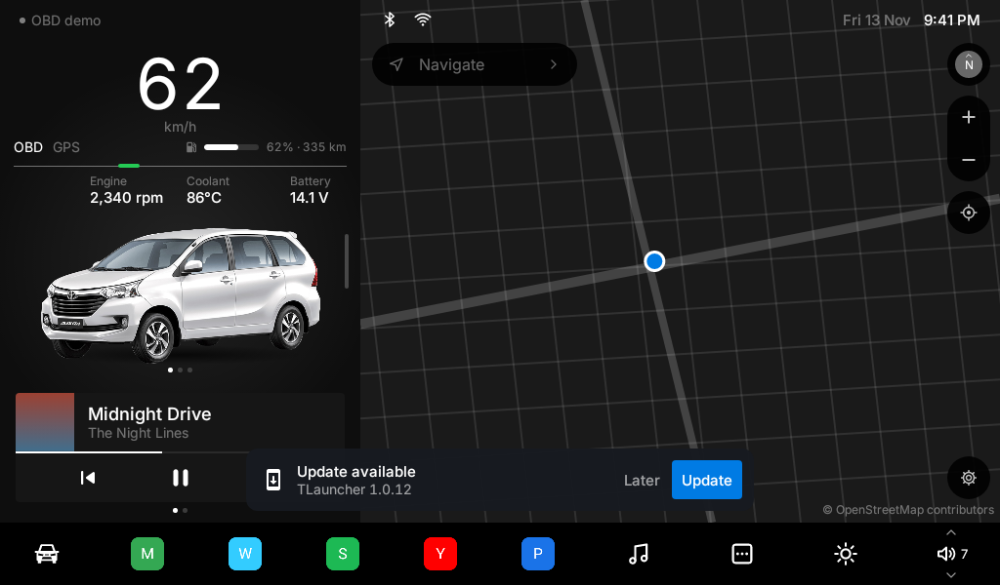 OBD demo
Fri 13 Nov 9:41 PM
62
km/h
Navigate
N
OBD GPS
62% · 335 km
Engine Coolant Battery
2,340 rpm 86°C 14.1 V
Midnight Drive
The Night Lines
Update available
TLauncher 1.0.12
Later Update
© OpenStreetMap contributors
M W S Y P 7